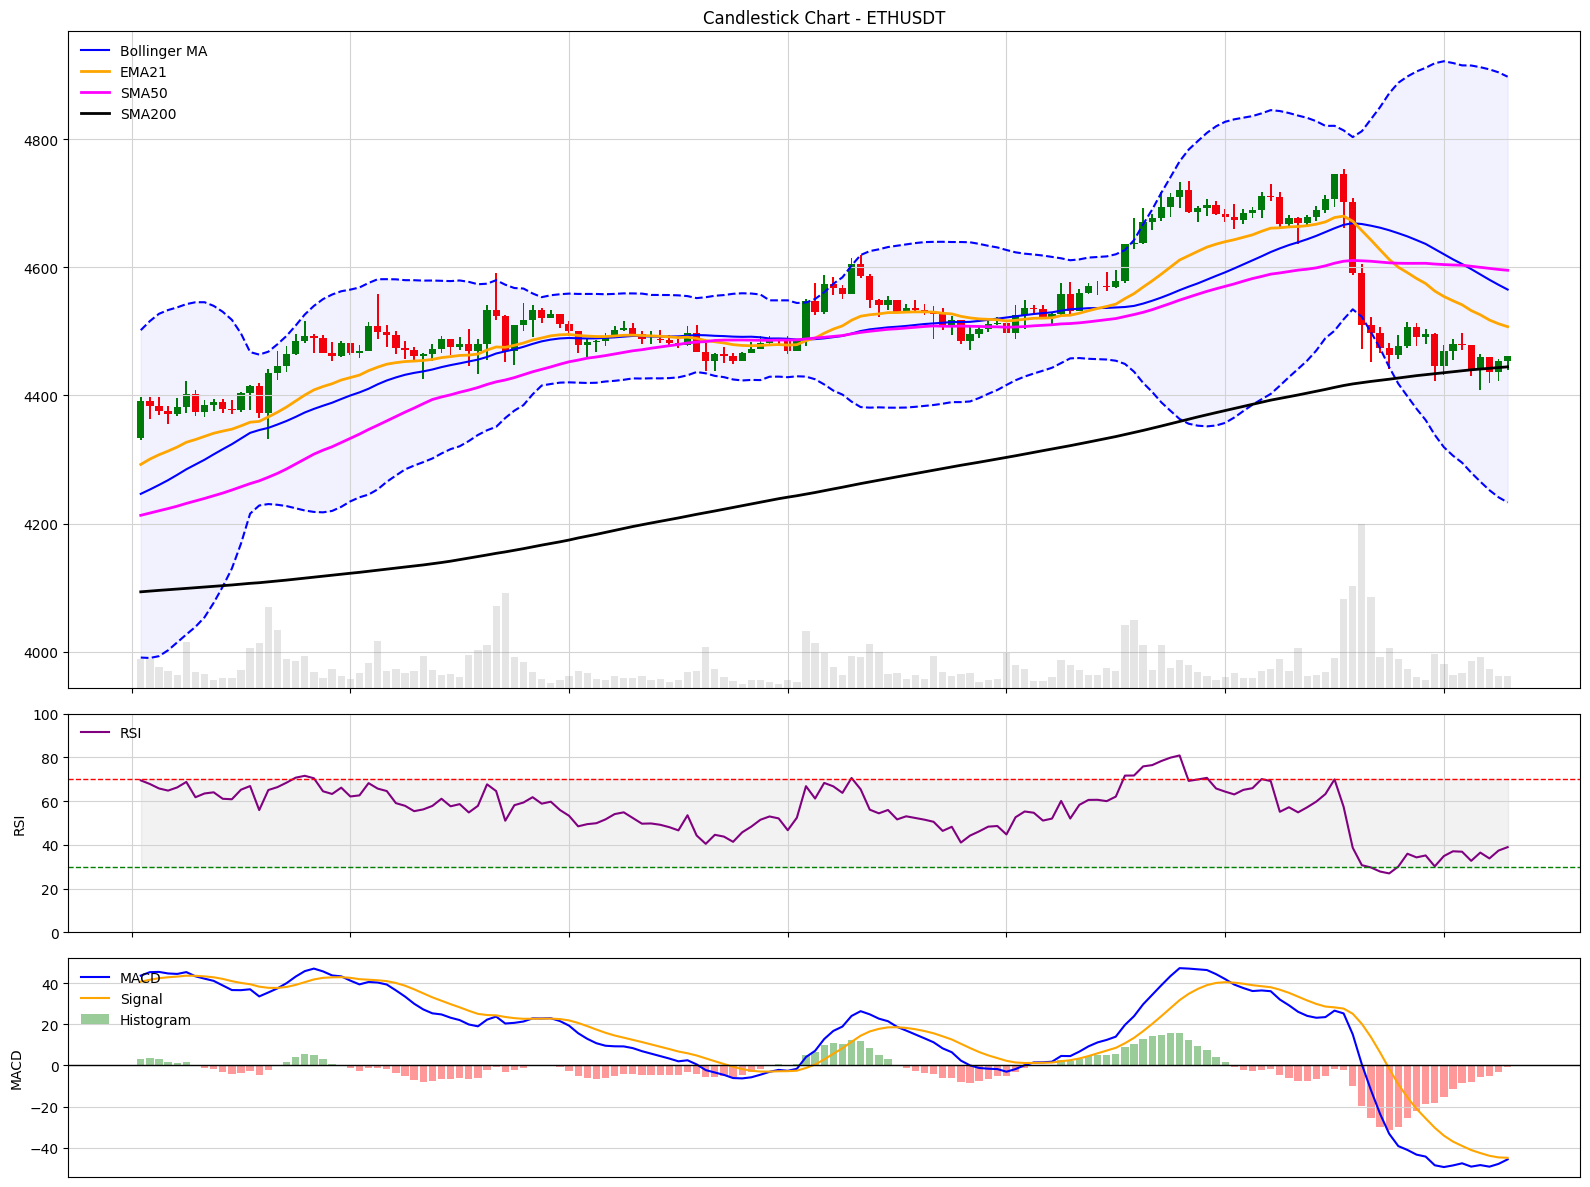 Candlestick Chart - ETHUSDT
Bollinger MA
EMA21
SMA50
SMA200
4800
4600
4400
4200
4000
100
RSI
80
60
RSI
40
20
0
MACD
40
Signal
20
Histogram
0
MACD
−20
−40